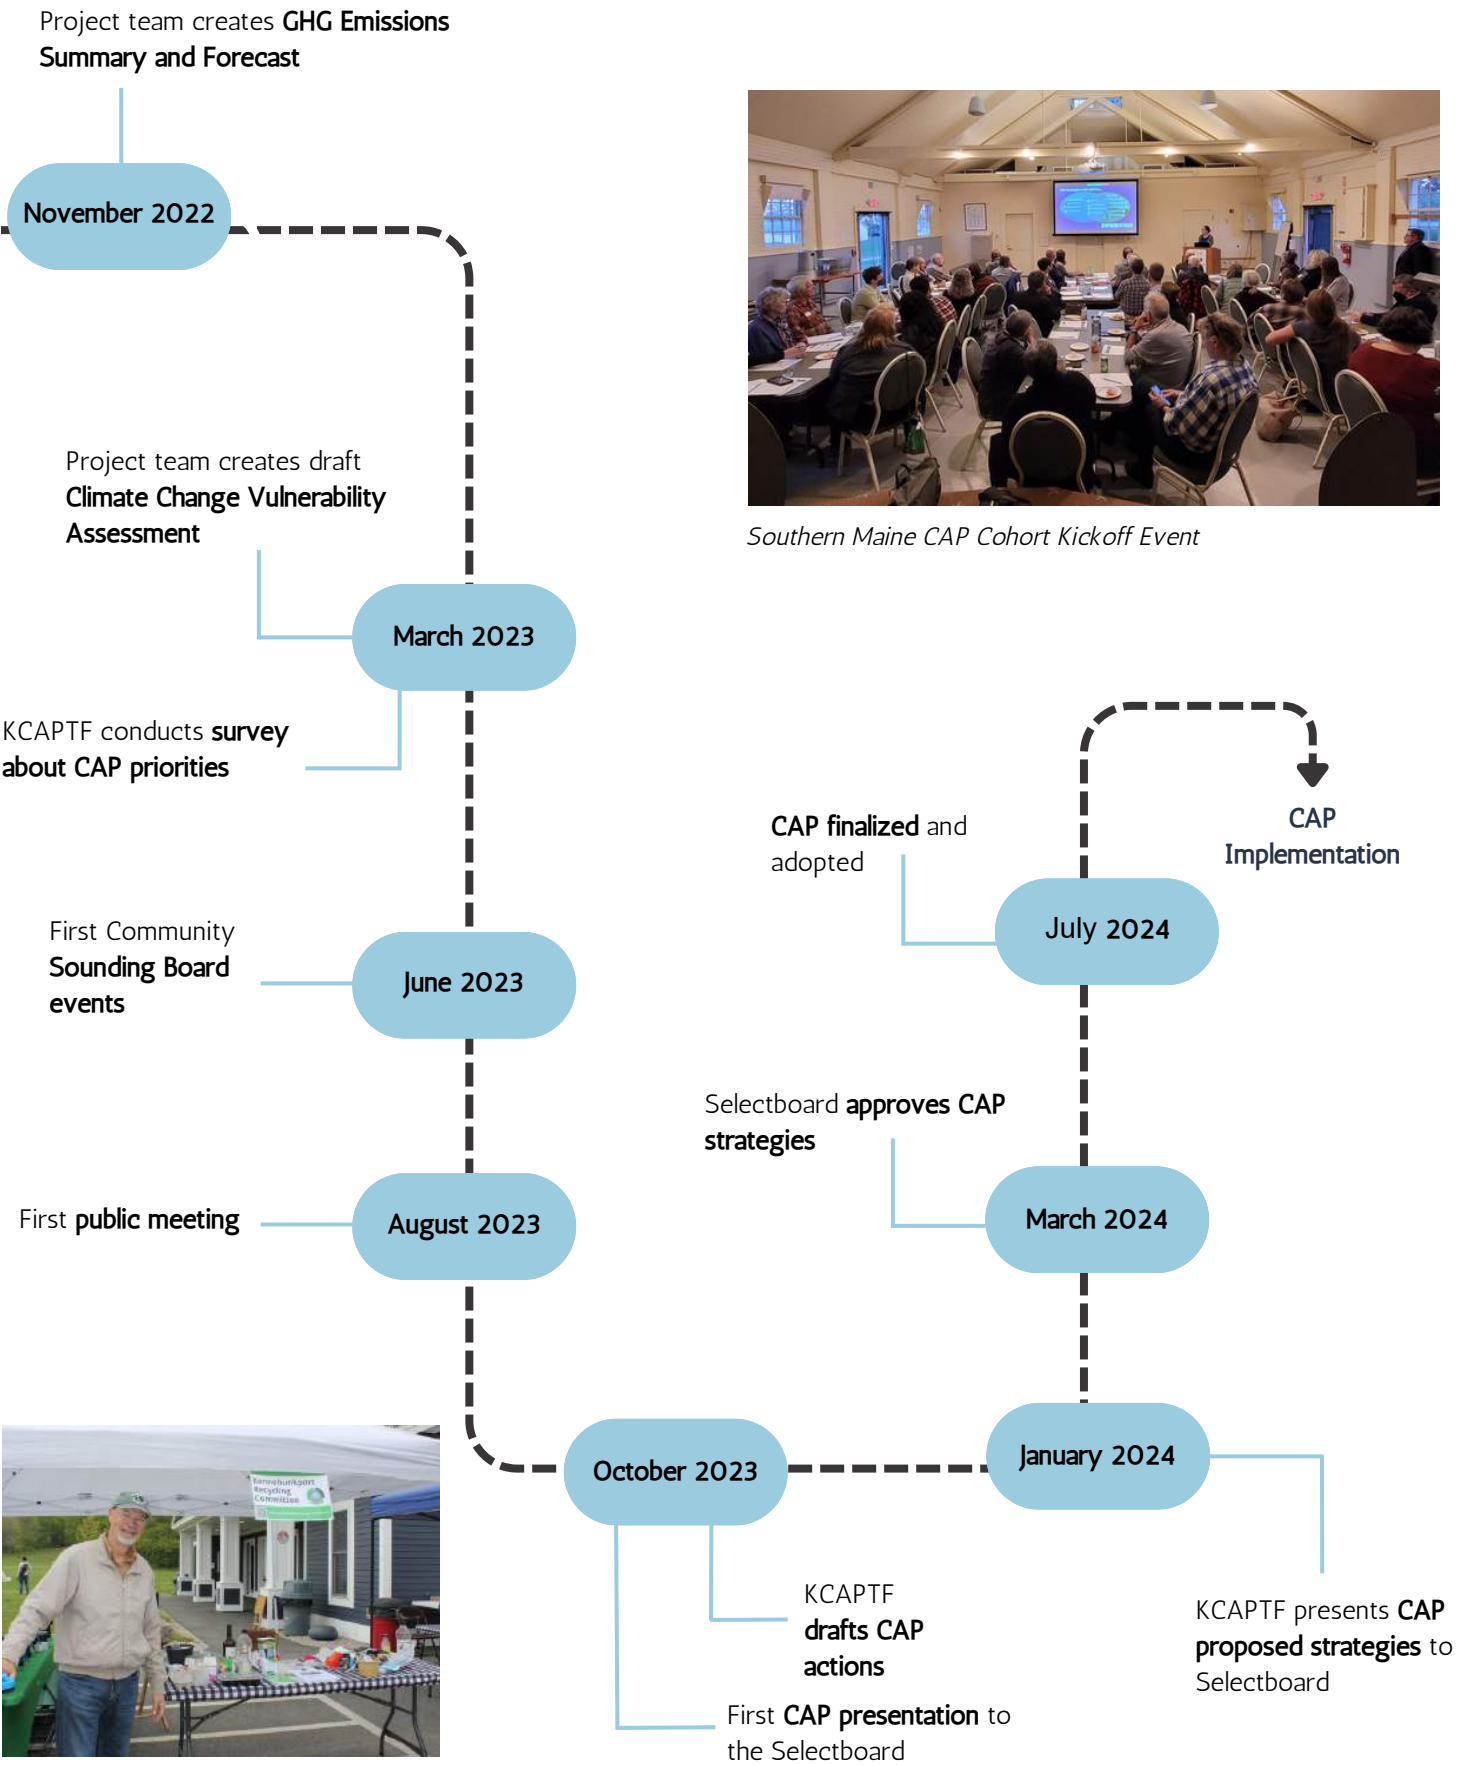 Project team creates GHG Emissions
Summary and Forecast
November 2022
Southern Maine CAP Cohort Kickoff Event
Project team creates draft
Climate Change Vulnerability
Assessment
March 2023
KCAPTF conducts survey
about CAP priorities
First Community
Sounding Board
events
June 2023
First public meeting
August 2023
October 2023
KCAPTF
drafts CAP
actions
First CAP presentation to
the Selectboard
January 2024
KCAPTF presents CAP
proposed strategies to
Selectboard
March 2024
Selectboard approves CAP
strategies
July 2024
CAP finalized and
adopted
CAP
Implementation
Kennebunkport
Recycling
Committee